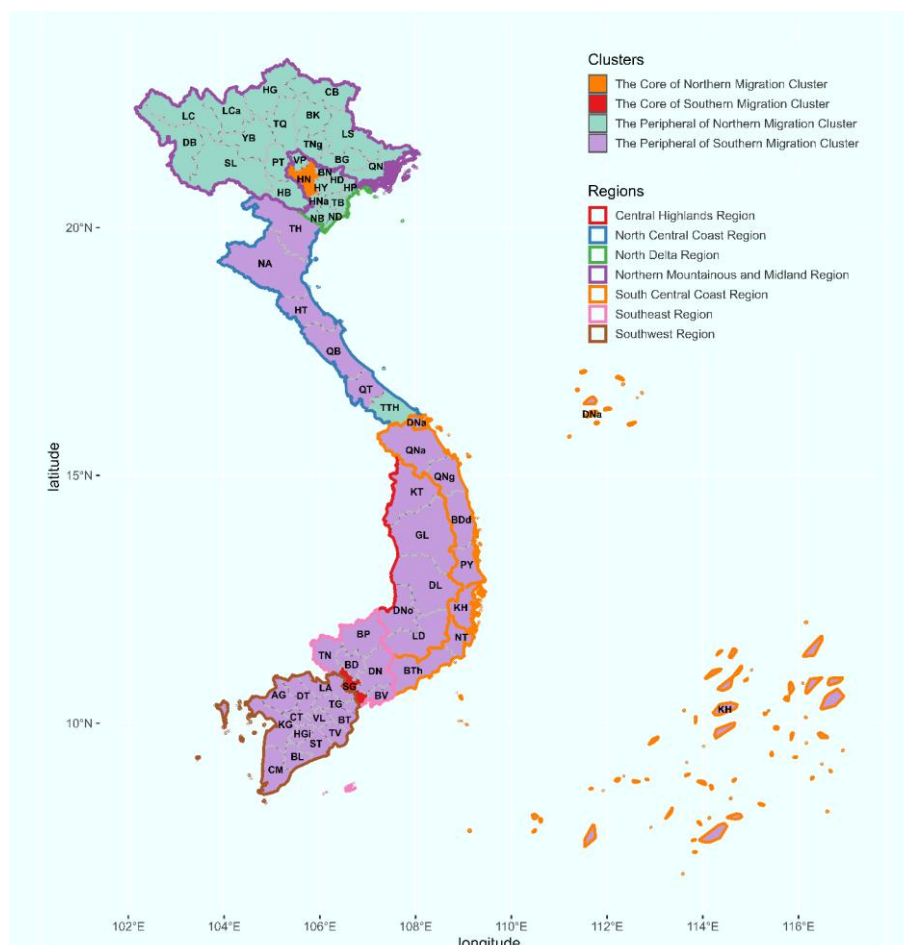 Clusters
The Core of Northern Migration Cluster
The Core of Southern Migration Cluster
The Peripheral of Northern Migration Cluster
The Peripheral of Southern Migration Cluster
Regions
Central Highlands Region
North Central Coast Region
North Delta Region
Northern Mountainous and Midland Region
South Central Coast Region
Southeast Region
Southwest Region
HG
CB
LC
LCa
TQ
BK
DB
YB
LS
TNg
SL
PT
VP
BG
QN
HN
BN
HD
HB
HY
HP
HNa
TB
NB
ND
TH
NA
HT
QB
QT
TTH
DNa
DNa
QNa
QNg
KT
BDd
GL
PY
DL
DNo
KH
BP
LD
NT
TN
BD
DN
BTh
SG
AG
DT
LA
BV
TG
CT
VL
BT
KG
HGi
TV
ST
BL
CM
KH
20°N
15°N
10°N
latitude
102°E
104°E
106°E
108°E
110°E
112°E
114°E
116°E
longitude